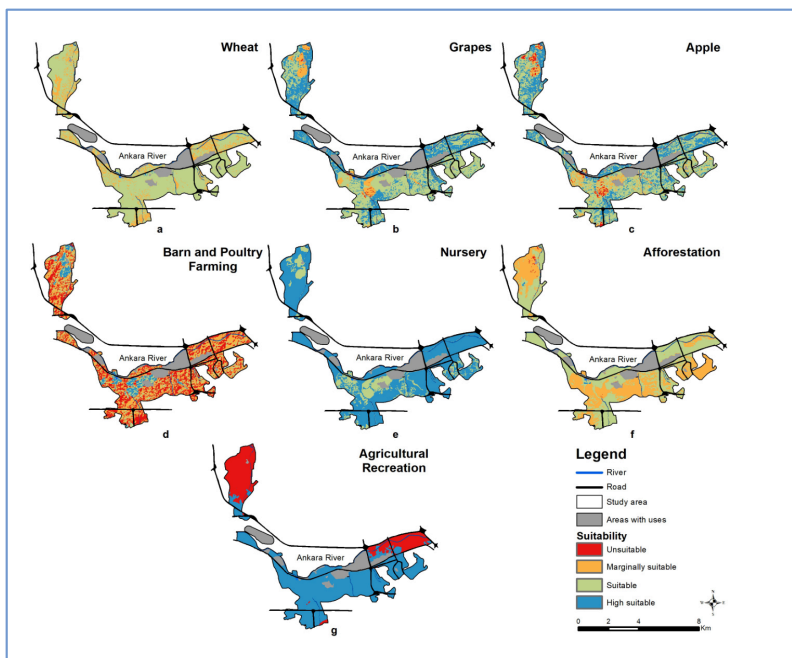 Wheat
Grapes
Apple
Ankara River
Ankara River
Ankara River
a
b
c
Barn and Poultry
Farming
Nursery
Afforestation
Ankara River
Ankara River
Ankara River
d
e
f
Agricultural
Recreation
Ankara River
g
Legend
River
Road
Study area
Areas with uses
Suitability
Unsuitable
Marginally suitable
Suitable
High suitable
N
W
E
S
0 2 4 8
Km